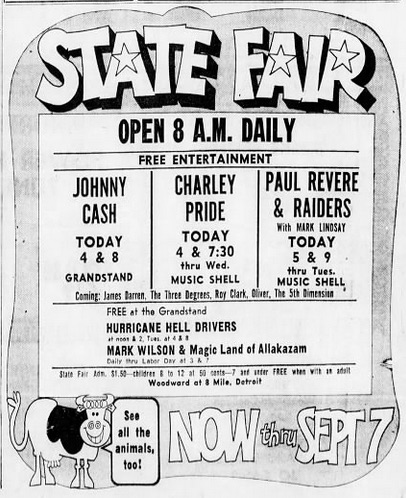 STATE FAIR
OPEN 8 A.M. DAILY
FREE ENTERTAINMENT
JOHNNY
CASH
TODAY
4 & 8
GRANDSTAND
CHARLEY
PRIDE
TODAY
4 & 7:30
thru Wed.
MUSIC SHELL
PAUL REVERE
& RAIDERS
With MARK LINDSAY
TODAY
5 & 9
thru Tues.
MUSIC SHELL
Coming: James Darren, The Three Degrees, Roy Clark, Oliver, The 5th Dimension
FREE at the Grandstand
HURRICANE HELL DRIVERS
at noon & 2, Tues. at 4 & 8
MARK WILSON & Magic Land of Allakazam
Daily thru Labor Day at 3 & 7
State Fair Adm. $1.50—children 8 to 12 at 50 cents—7 and under FREE when with an adult
Woodward at 8 Mile, Detroit
See
all the
animals,
too!
NOW thru SEPT 7